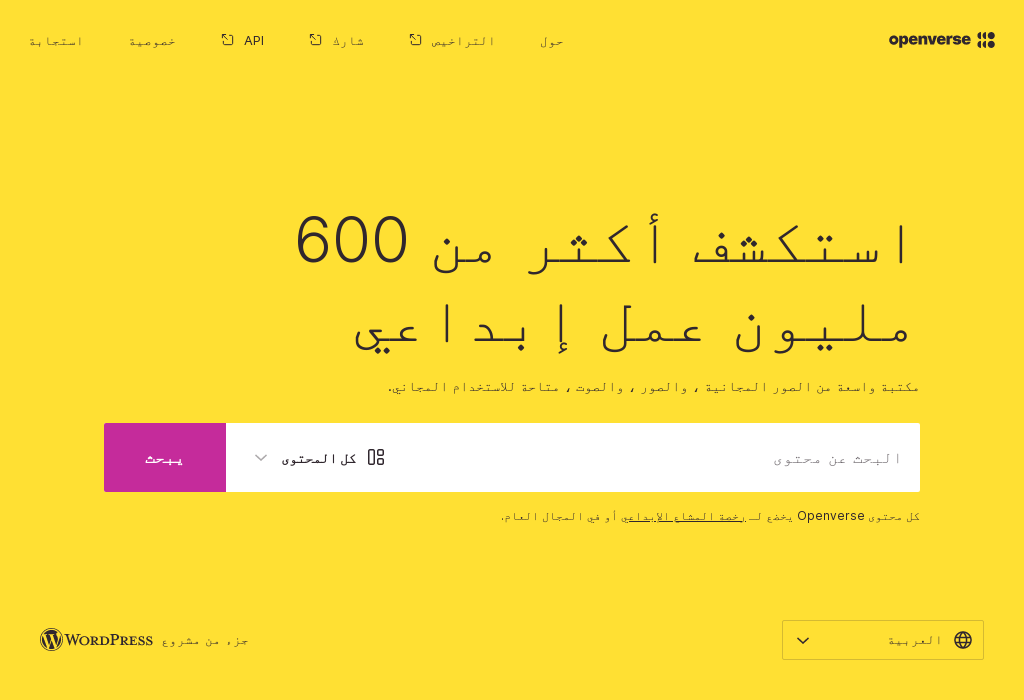 openverse
حول
التراخيص
شارك
API
خصوصية
استجابة
استكشف أكثر من 600
مليون عمل إبداعي
مكتبة واسعة من الصور المجانية ، والصور ، والصوت ، متاحة للاستخدام المجاني.
البحث عن محتوى
كل المحتوى
يبحث
كل محتوى Openverse يخضع لـ رخصة المشاع الإبداعي أو في المجال العام.
العربية
جزء من مشروع WORDPRESS